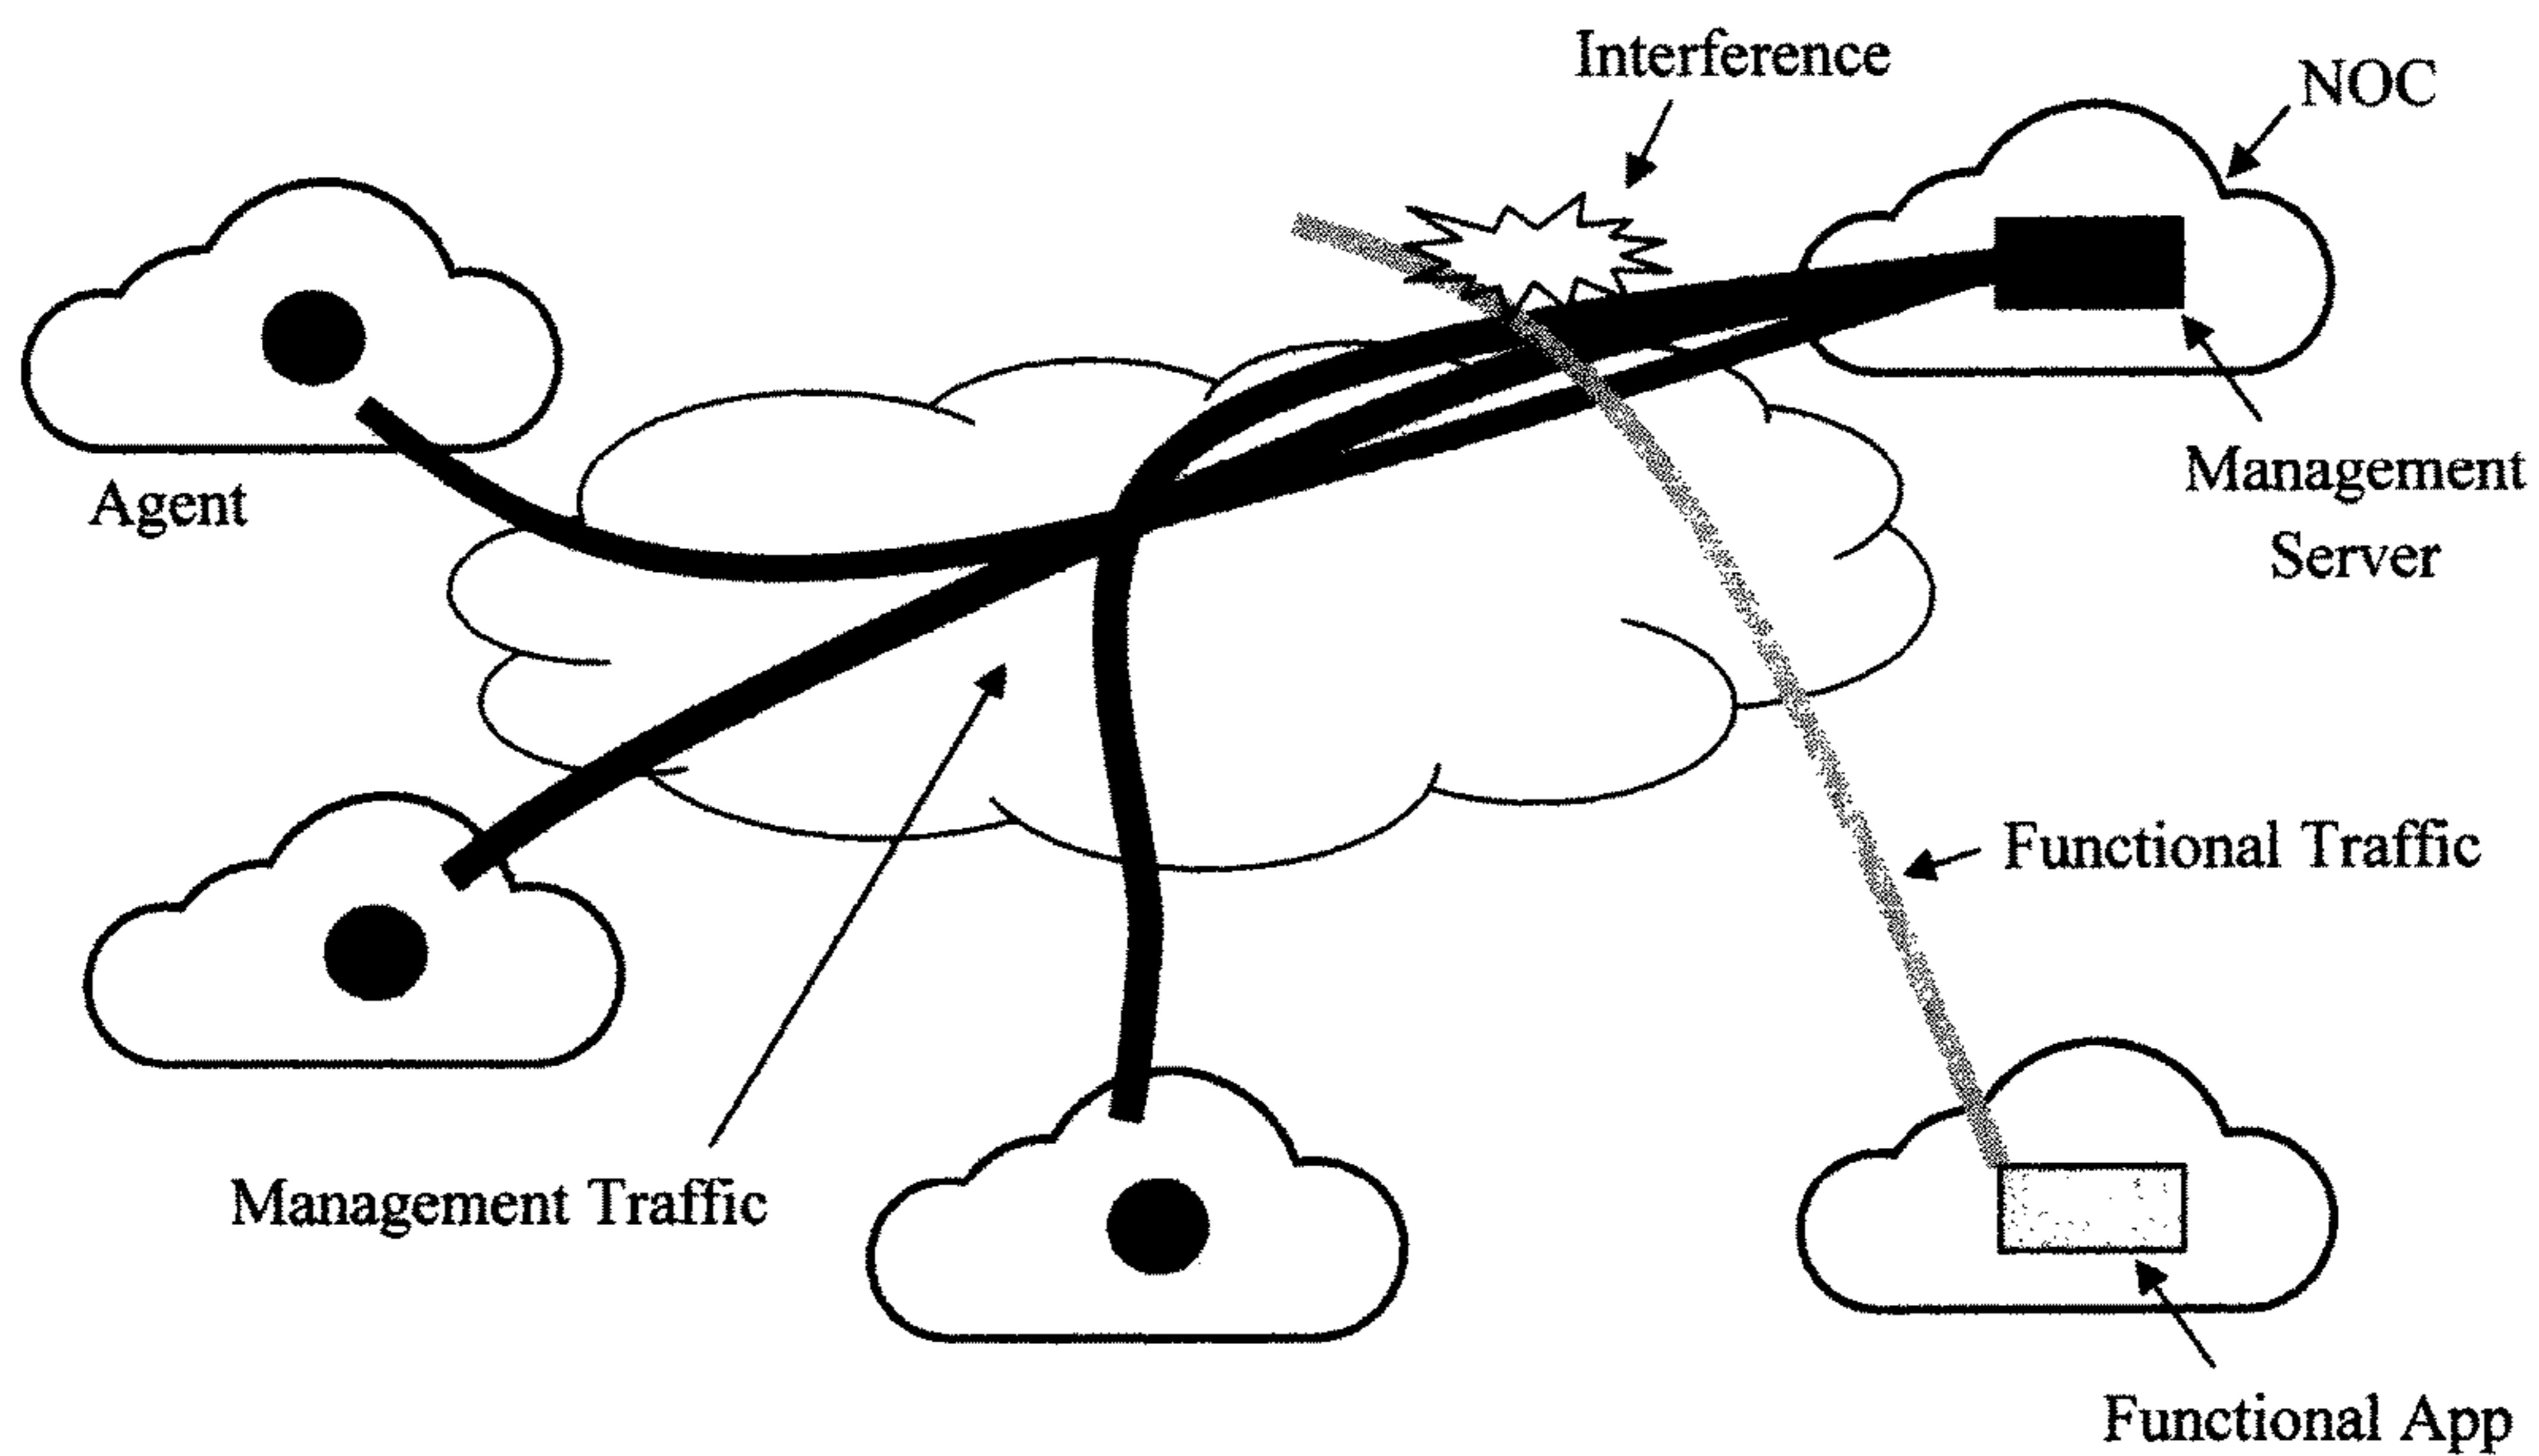 Interference
NOC
Agent
Management
Server
Functional Traffic
Management Traffic
Functional App